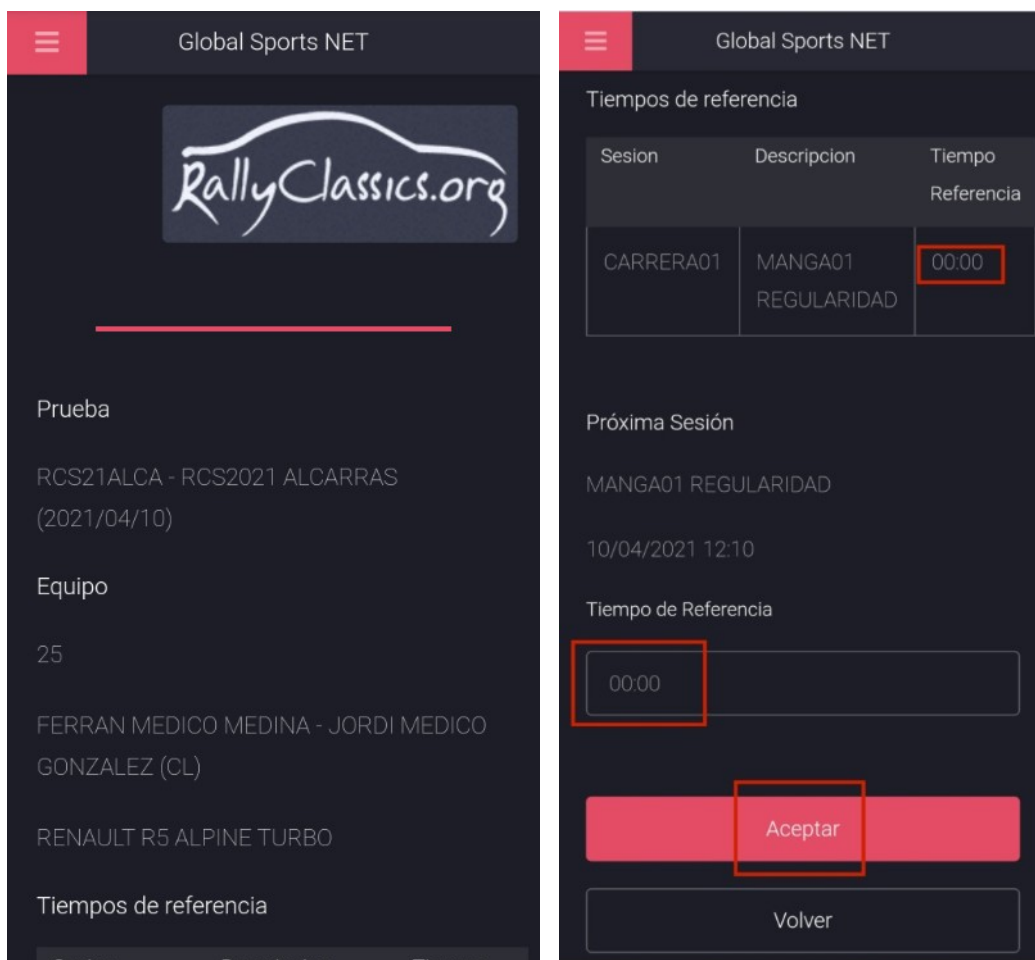 Global Sports NET
RallyClassics.org
Prueba
RCS21ALCA - RCS2021 ALCARRAS
(2021/04/10)
Equipo
25
FERRAN MEDICO MEDINA - JORDI MEDICO
GONZALEZ (CL)
RENAULT R5 ALPINE TURBO
Tiempos de referencia
Global Sports NET
Tiempos de referencia
Sesion Descripcion Tiempo
Referencia
CARRERA01 MANGA01 00:00
REGULARIDAD
Próxima Sesión
MANGA01 REGULARIDAD
10/04/2021 12:10
Tiempo de Referencia
00:00
Aceptar
Volver